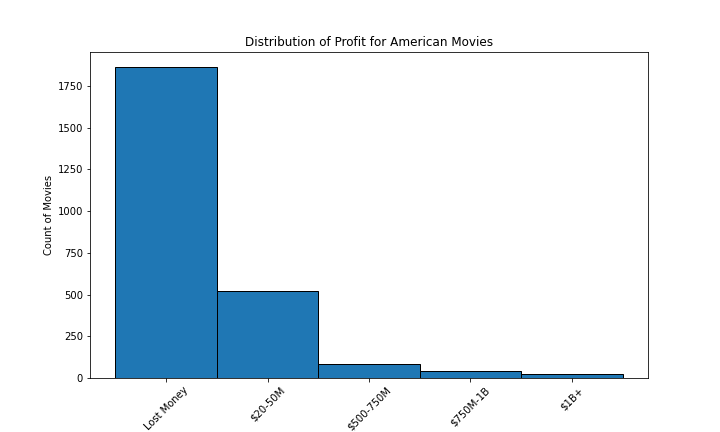 Distribution of Profit for American Movies
Count of Movies
1750
1500
1250
1000
750
500
250
0
Lost Money
$20-50M
$500-750M
$750M-1B
$1B+